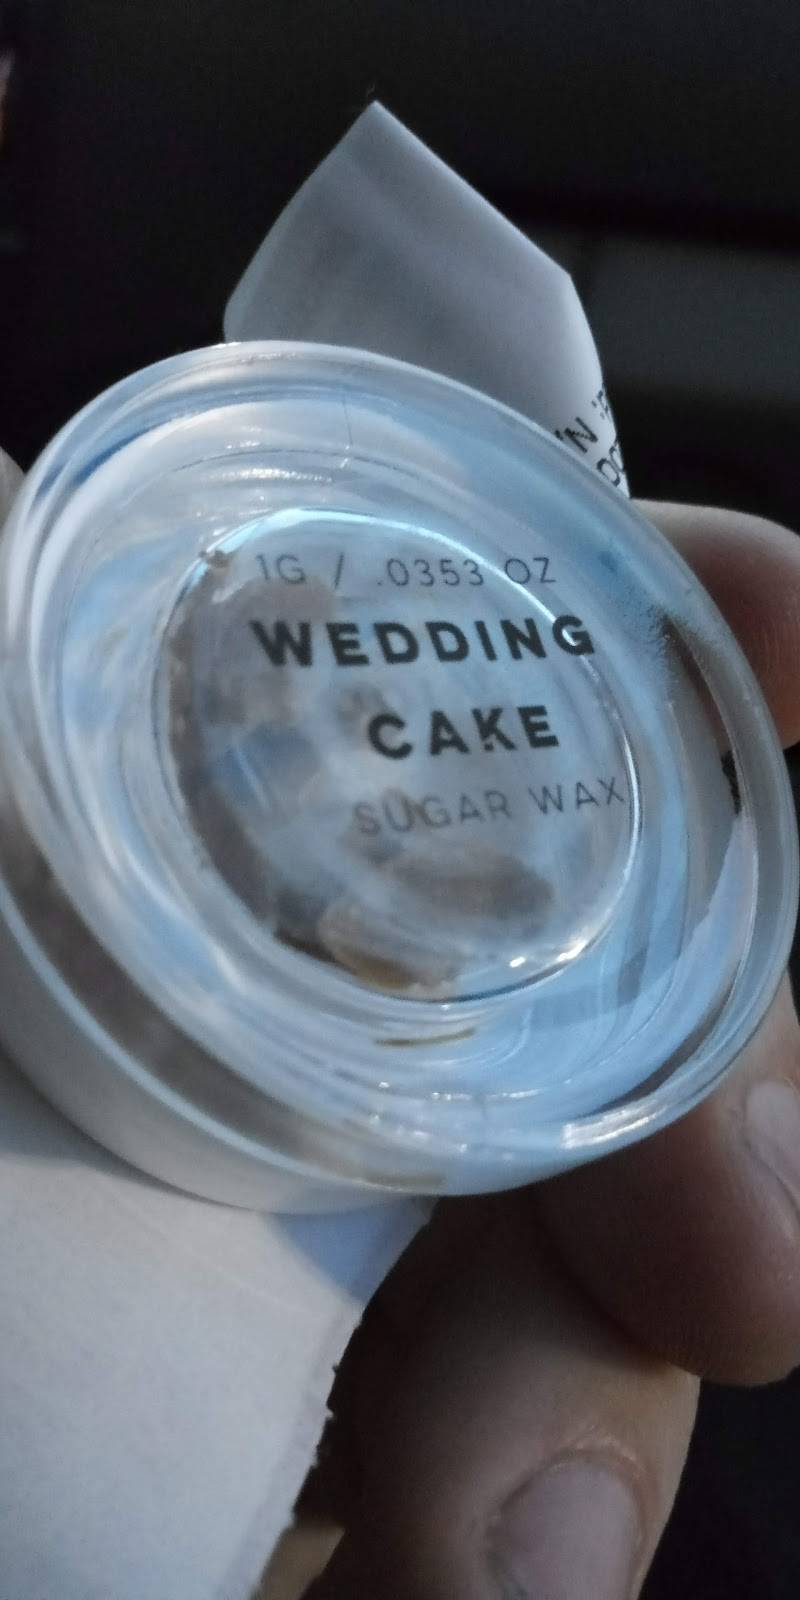 1G / .0353 OZ
WEDDING
CAKE
SUGAR WAX